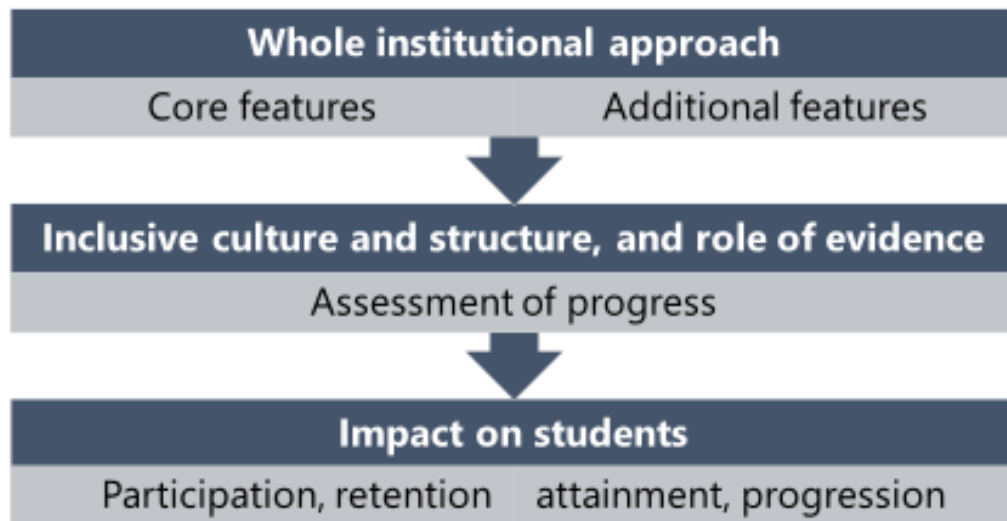 Whole institutional approach
Core features Additional features
Inclusive culture and structure, and role of evidence
Assessment of progress
Impact on students
Participation, retention attainment, progression